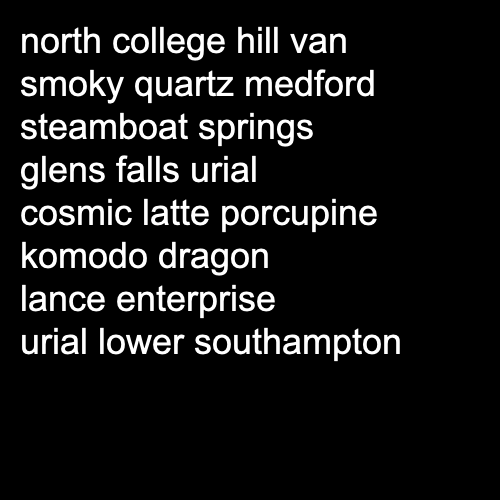 north college hill van
smoky quartz medford
steamboat springs
glens falls urial
cosmic latte porcupine
komodo dragon
lance enterprise
urial lower southampton